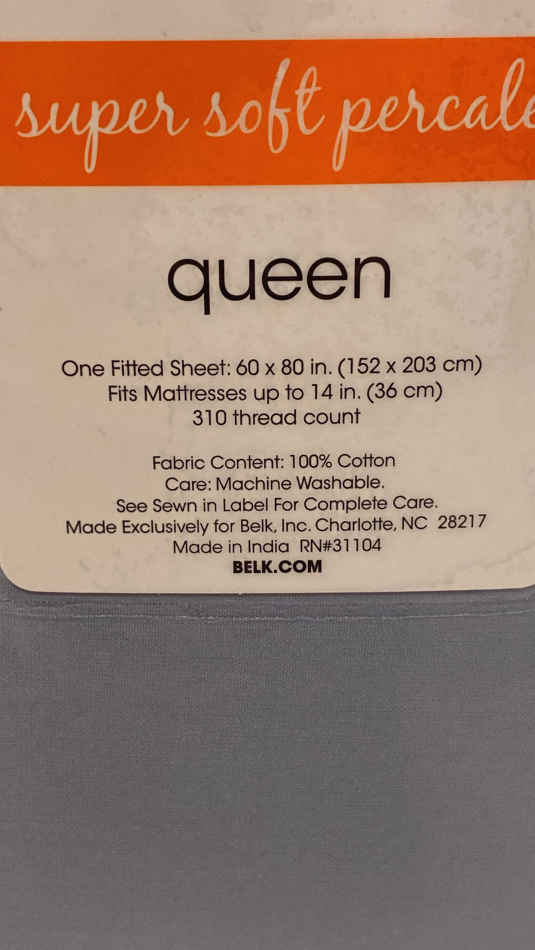 super soft percale
queen
One Fitted Sheet: 60 x 80 in. (152 x 203 cm)
Fits Mattresses up to 14 in. (36 cm)
310 thread count
Fabric Content: 100% Cotton
Care: Machine Washable.
See Sewn in Label For Complete Care.
Made Exclusively for Belk, Inc. Charlotte, NC 28217
Made in India RN#31104
BELK.COM